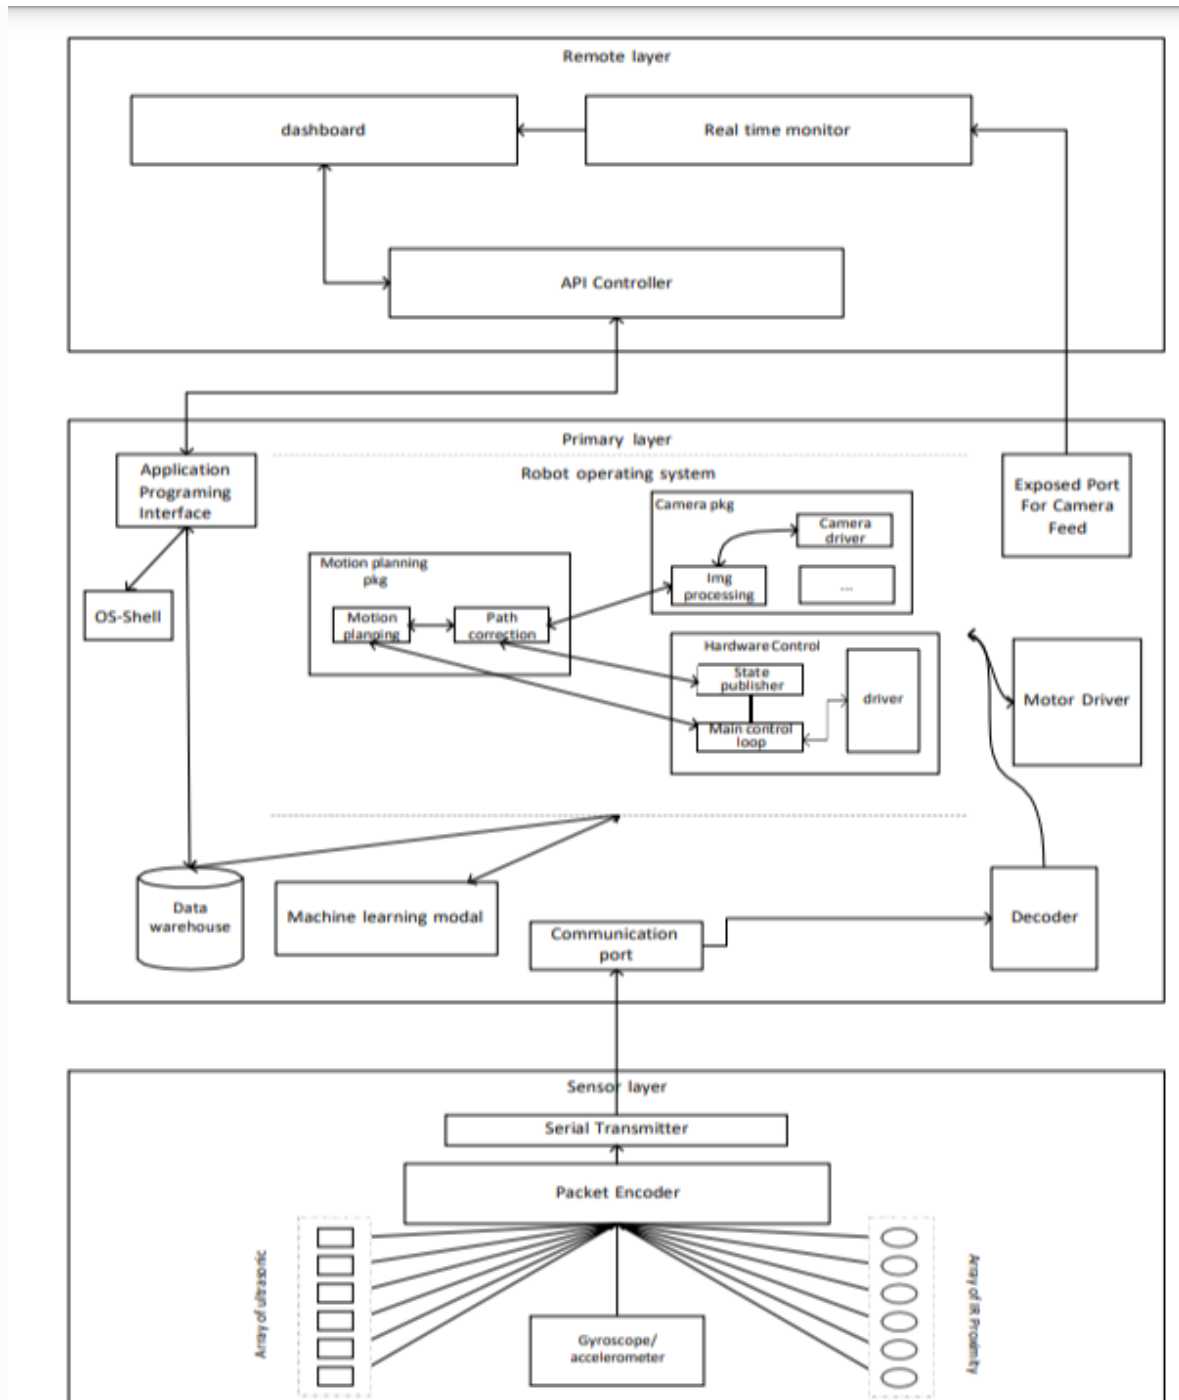 Remote layer
dashboard
Real time monitor
API Controller
Primary layer
Application
Programing
Interface
Robot operating system
Exposed Port
For Camera
Feed
Camera pkg
Camera
driver
Motion planning
pkg
Img
processing
...
OS-Shell
Motion
planning
Path
correction
Hardware Control
State
publisher
driver
Motor Driver
Main control
loop
Data
warehouse
Machine learning modal
Communication
port
Decoder
Sensor layer
Serial Transmitter
Packet Encoder
Array of ultrasonic
Array of IR Proximity
Gyroscope/
accelerometer